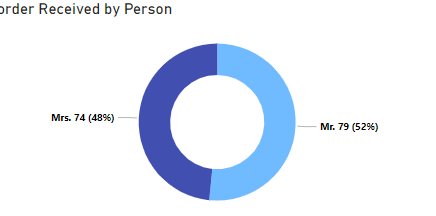 order Received by Person
Mrs. 74 (48%)
Mr. 79 (52%)